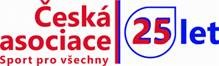 Česká
asociace
Sport pro všechny
25 let